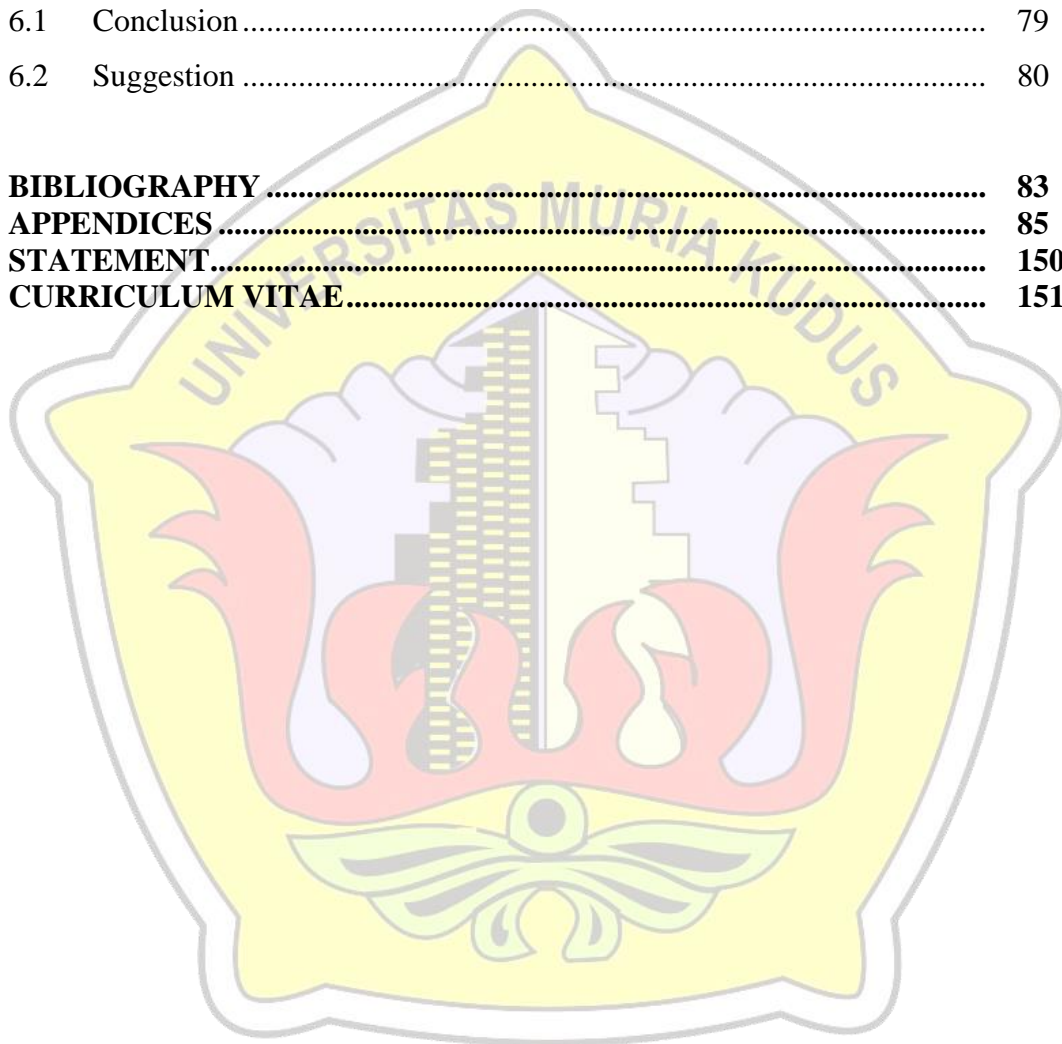 6.1 Conclusion ........................................................................................... 79
6.2 Suggestion ........................................................................................... 80
BIBLIOGRAPHY ........................................................................................ 83
APPENDICES ............................................................................................. 85
STATEMENT............................................................................................... 150
CURRICULUM VITAE............................................................................... 151
UNIVERSITAS MURIA KUDUS